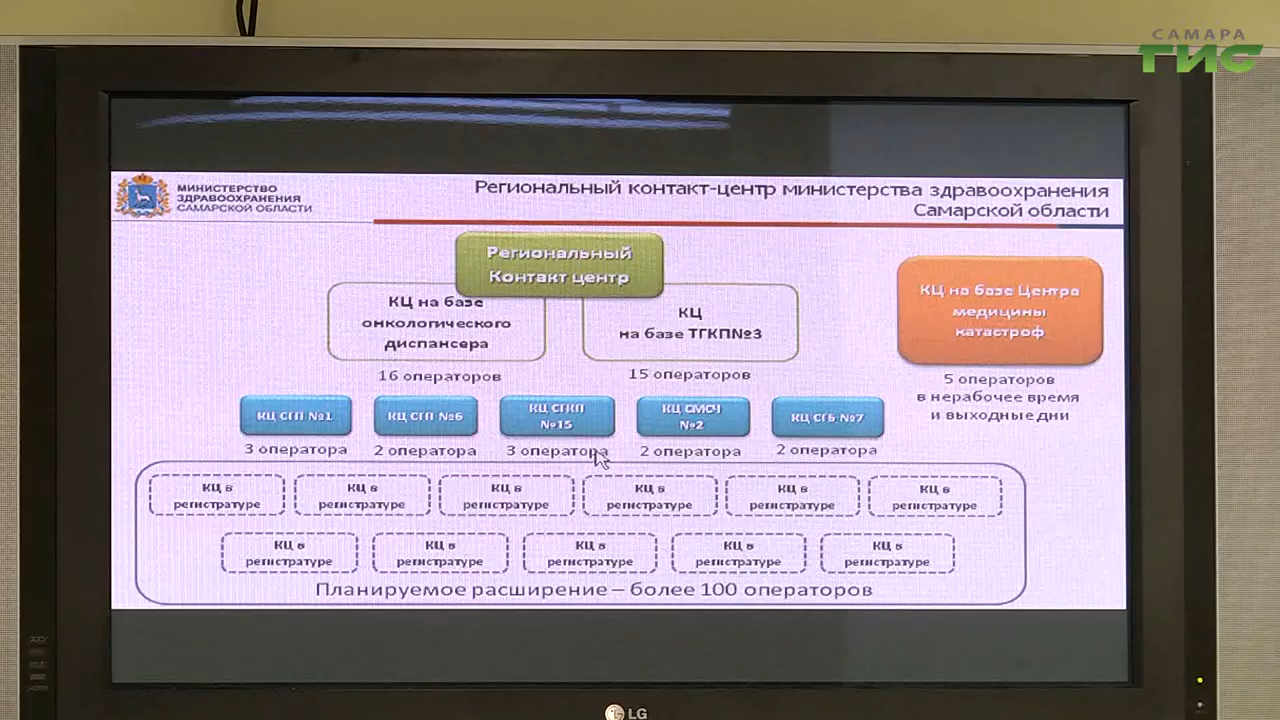 САМАРА
ГИС
МИНИСТЕРСТВО
ЗДРАВООХРАНЕНИЯ
САМАРСКОЙ ОБЛАСТИ
Региональный контакт-центр министерства здравоохранения
Самарской области
Региональный
Контакт центр
КЦ на базе
онкологического
диспансера
16 операторов
КЦ
на базе ТГКП№3
15 операторов
КЦ на базе Центра
медицины
катастроф
5 операторов
в нерабочее время
и выходные дни
КЦ СГП №1
3 оператора
КЦ СГП №6
2 оператора
КЦ СГКП
№15
3 оператора
КЦ СМСЧ
№2
2 оператора
КЦ СГБ №7
2 оператора
КЦ в
регистратуре
КЦ в
регистратуре
КЦ в
регистратуре
КЦ в
регистратуре
КЦ в
регистратуре
КЦ в
регистратуре
КЦ в
регистратуре
КЦ в
регистратуре
КЦ в
регистратуре
КЦ в
регистратуре
КЦ в
регистратуре
Планируемое расширение – более 100 операторов
LG